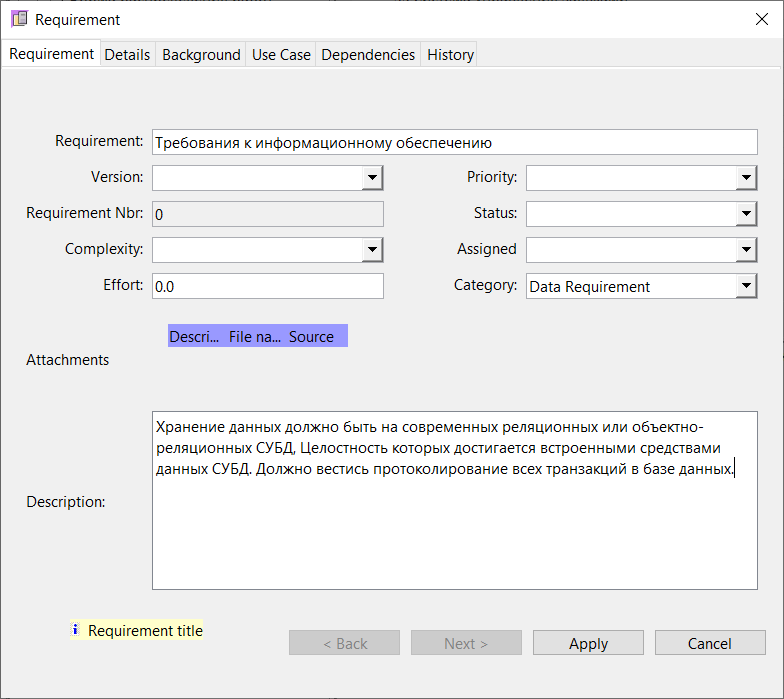 Requirement
Requirement Details Background Use Case Dependencies History
Requirement: Требования к информационному обеспечению
Version: Priority:
Requirement Nbr: 0 Status:
Complexity: Assigned
Effort: 0.0 Category: Data Requirement
Descri... File na... Source
Attachments
Хранение данных должно быть на современных реляционных или объектно-
реляционных СУБД, Целостность которых достигается встроенными средствами
данных СУБД. Должно вестись протоколирование всех транзакций в базе данных.
Description:
i Requirement title
< Back Next > Apply Cancel